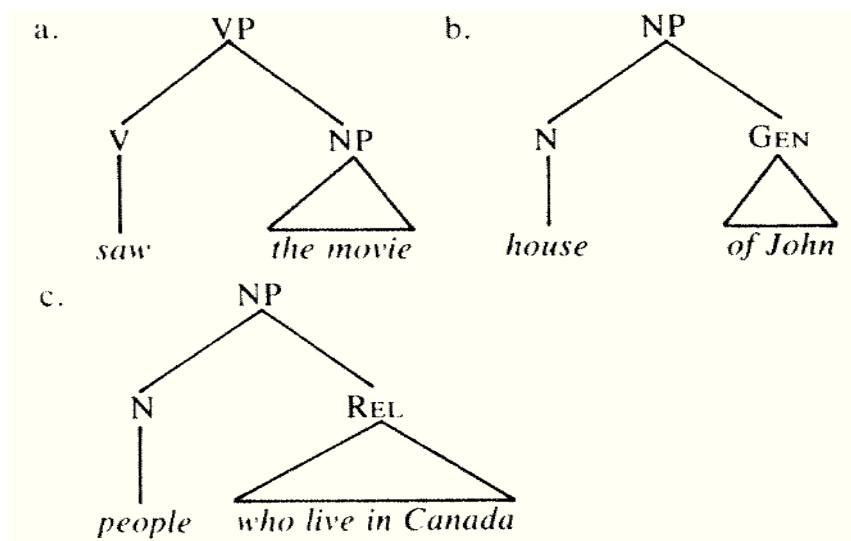 a. VP b. NP
V NP N GEN
saw the movie house of John
c. NP
N REL
people who live in Canada